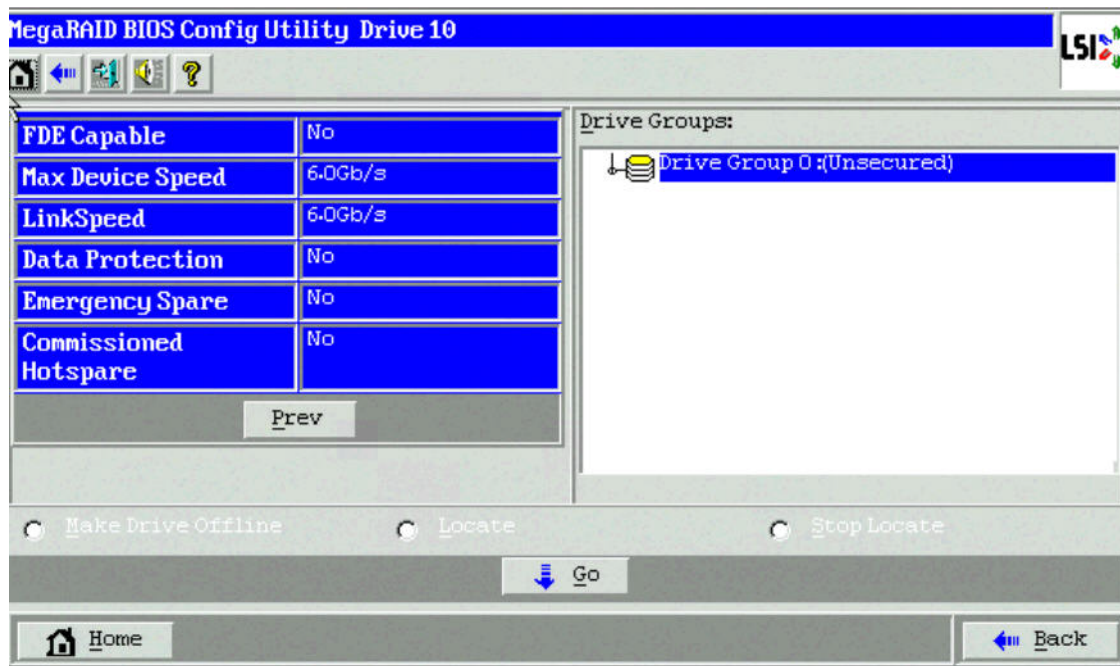 MegaRAID BIOS Config Utility Drive 10
LSI
FDE Capable No
Max Device Speed 6.0Gb/s
LinkSpeed 6.0Gb/s
Data Protection No
Emergency Spare No
Commissioned Hotspare No
Prev
Drive Groups:
Drive Group 0:(Unsecured)
Make Drive Offline Locate Stop Locate
Go
Home Back